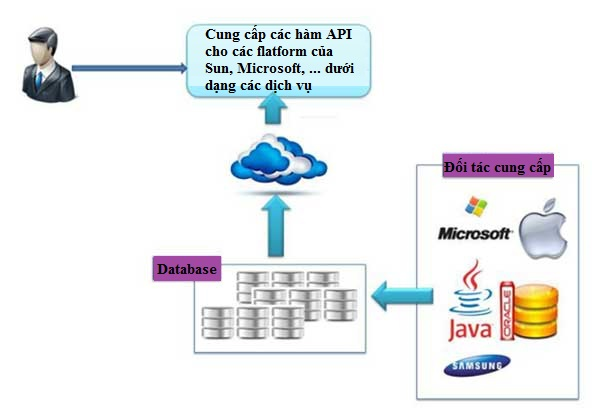 Cung cấp các hàm API
cho các flatform của
Sun, Microsoft, ... dưới
dạng các dịch vụ
Đối tác cung cấp
Microsoft
Database
Java
ORACLE
SAMSUNG